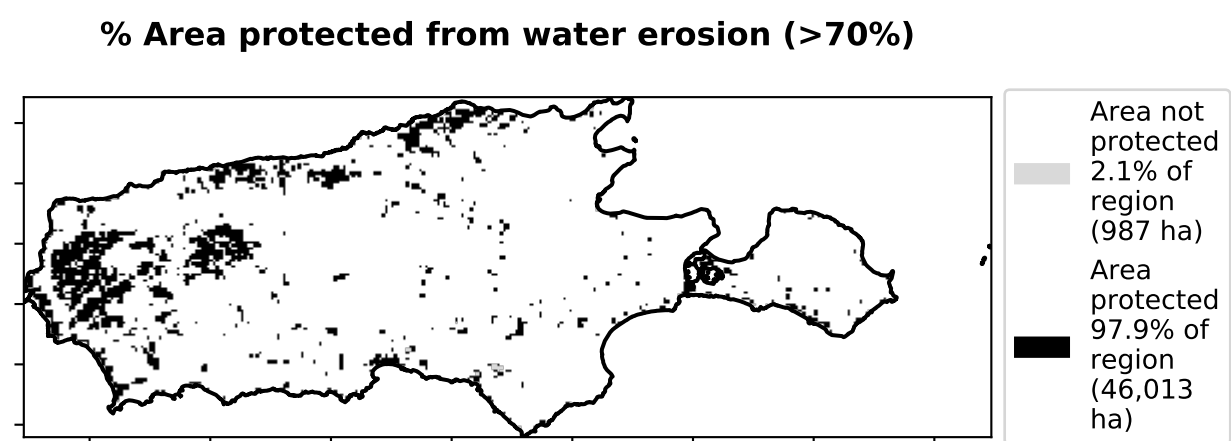 % Area protected from water erosion (>70%)
Area not
protected
2.1% of
region
(987 ha)
Area
protected
97.9% of
region
(46,013
ha)